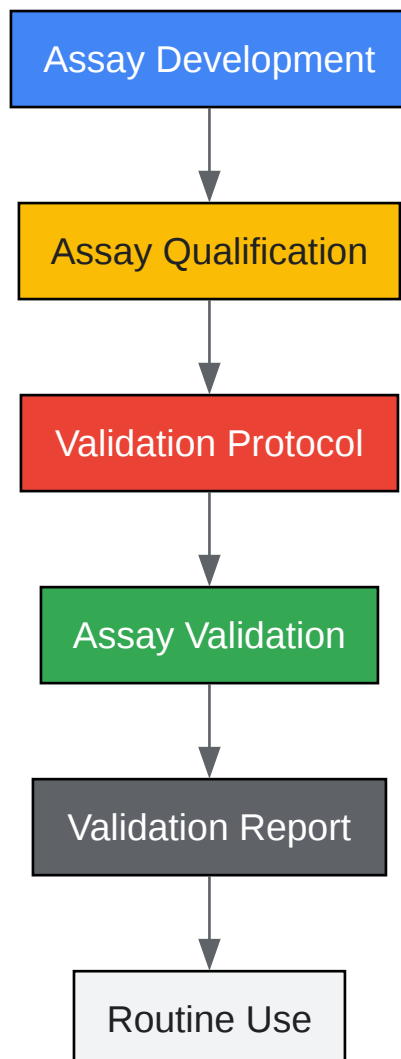 Assay Development
Assay Qualification
Validation Protocol
Assay Validation
Validation Report
Routine Use